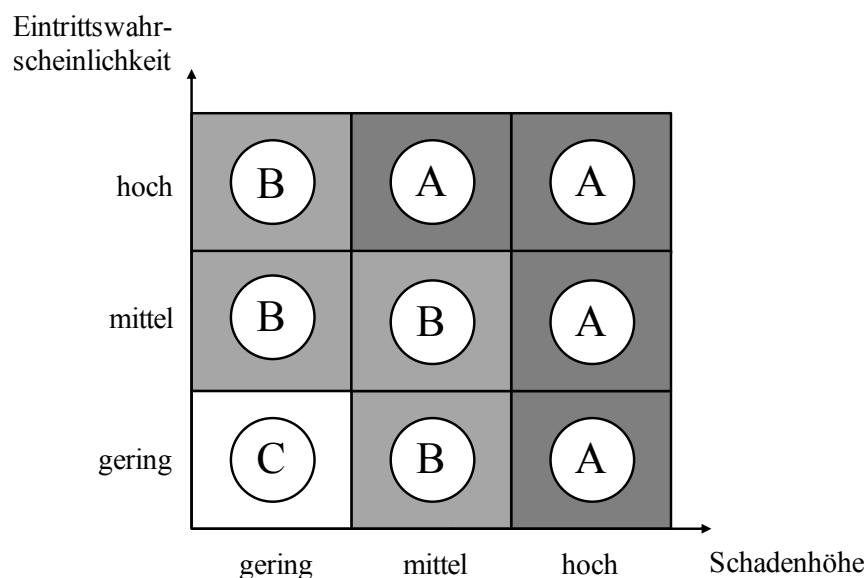 Eintrittswahr-
scheinlichkeit
hoch
B
A
A
mittel
B
B
A
gering
C
B
A
gering
mittel
hoch
Schadenhöhe